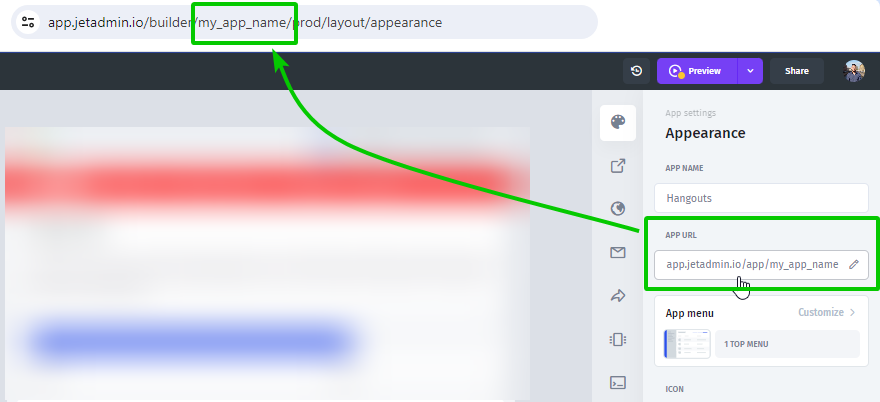 app.jetadmin.io/builder/my_app_name/prod/layout/appearance
Preview
Share
App settings
Appearance
APP NAME
Hangouts
APP URL
app.jetadmin.io/app/my_app_name
App menu
Customize
1 TOP MENU
ICON